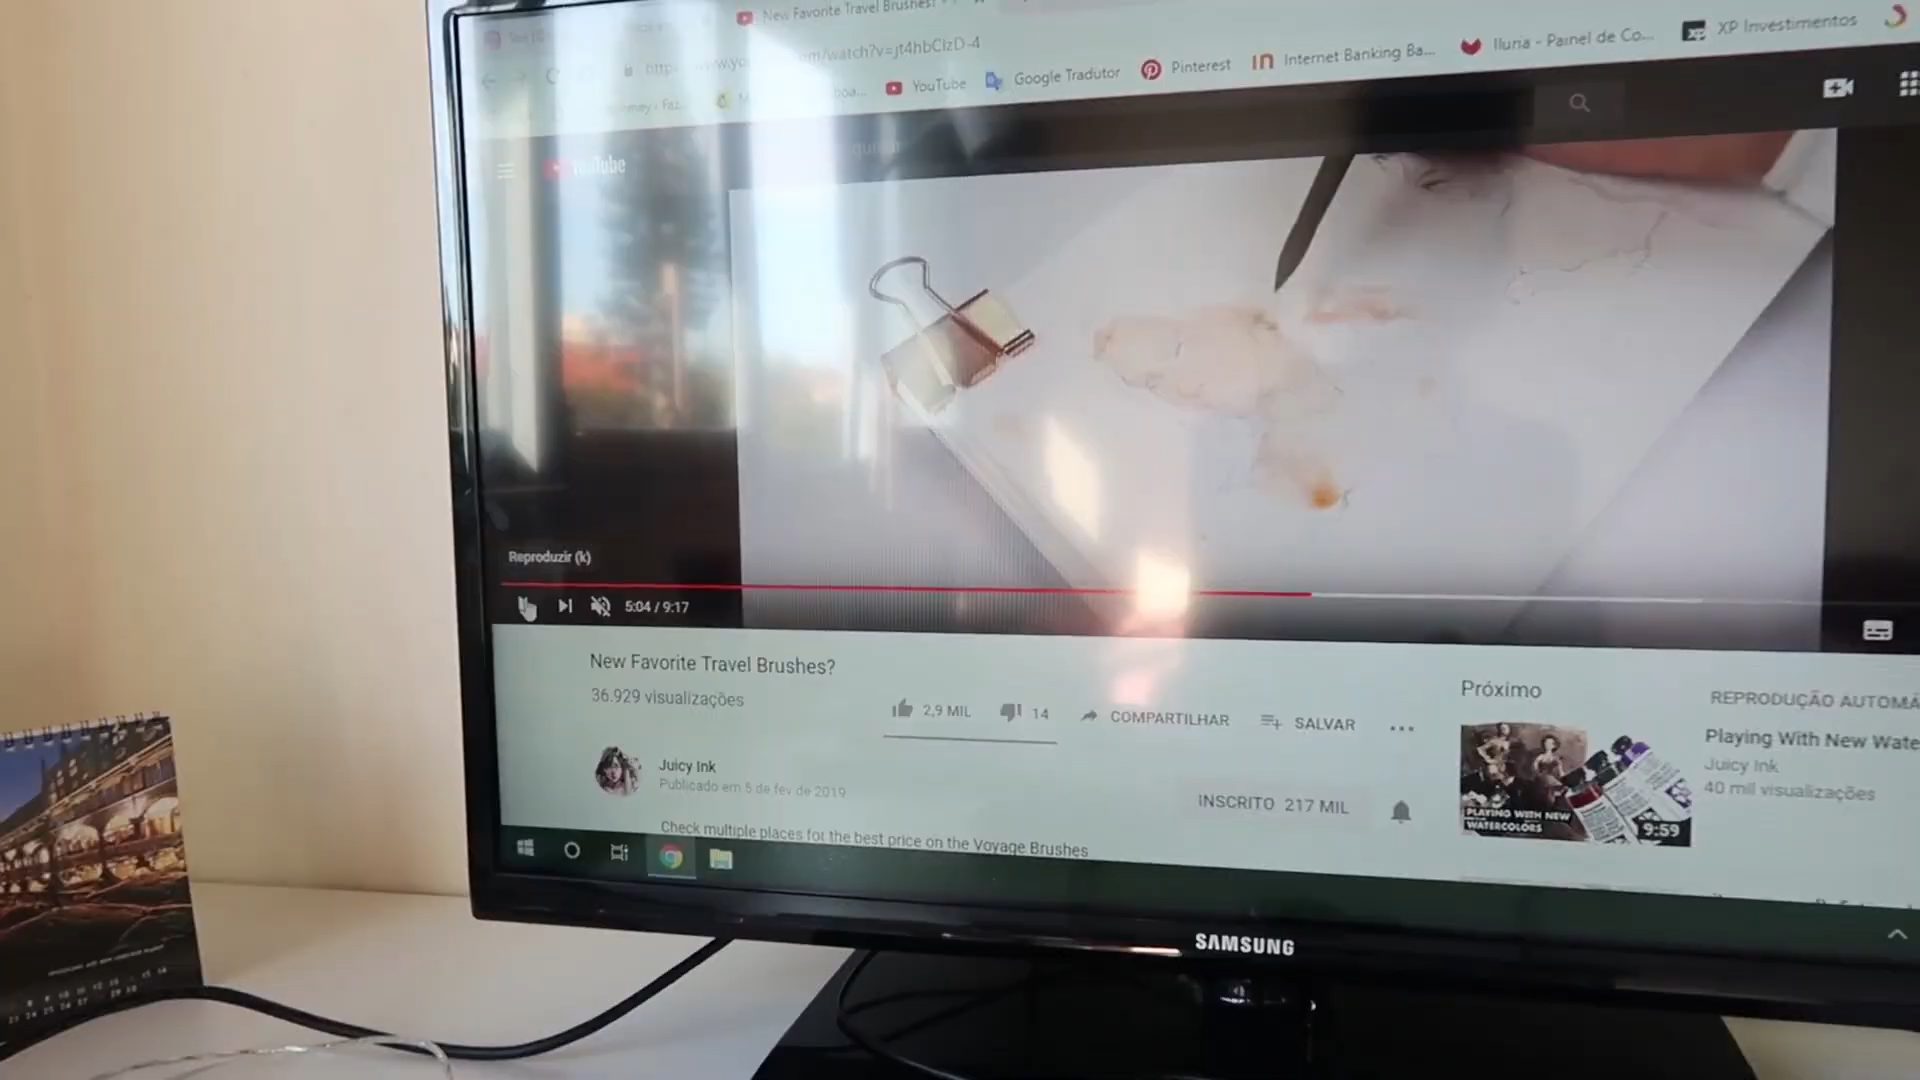 New Favorite Travel Brushes?
om/watch?v=jt4hbClzD-4
YouTube
Google Tradutor
Pinterest
Internet Banking Ba...
Iluria - Painel de Co...
XP Investimentos
YouTube
Reproduzir (k)
5:04 / 9:17
New Favorite Travel Brushes?
36.929 visualizações
2,9 MIL
14
COMPARTILHAR
SALVAR
Juicy Ink
Publicado em 5 de fev de 2019
INSCRITO 217 MIL
Check multiple places for the best price on the Voyage Brushes
Próximo
REPRODUÇÃO AUTOMÁ
PLAYING WITH NEW
WATERCOLORS
9:59
Playing With New Wate
Juicy Ink
40 mil visualizações
SAMSUNG